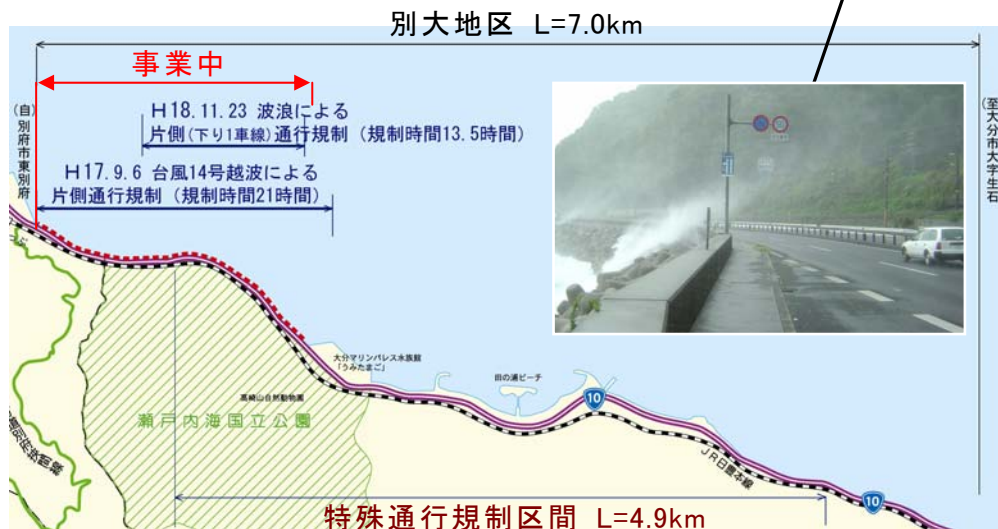 別大地区 L=7.0km
事業中
(自)別府市東別府
(至)大分市大字生石
H18.11.23 波浪による
片側(下り1車線)通行規制 (規制時間13.5時間)
H17.9.6 台風14号越波による
片側通行規制 (規制時間21時間)
大分マリンパレス水族館
「うみたまご」
田の浦ビーチ
高崎山自然動物園
瀬戸内海国立公園
10
JR日豊本線
10
特殊通行規制区間 L=4.9km